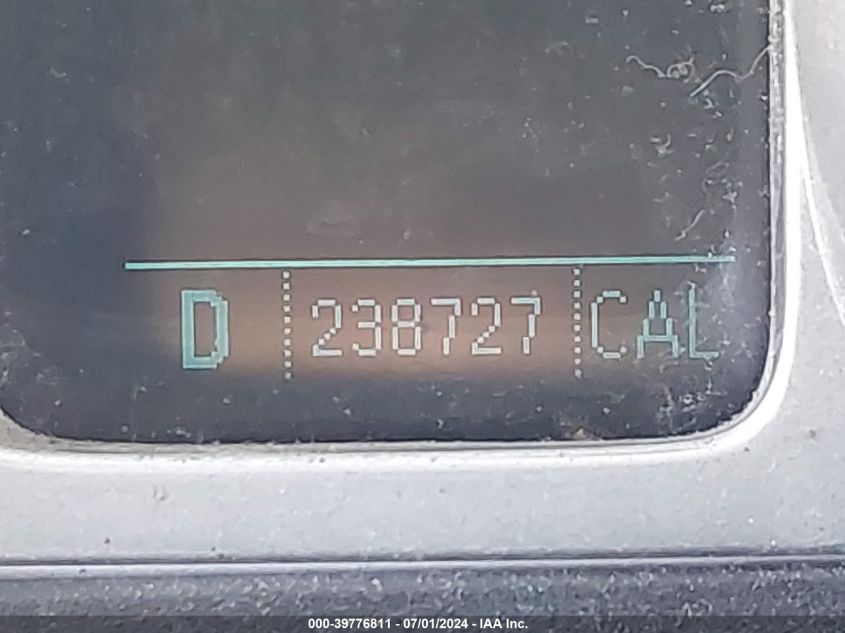 D 238727 CAL
000-39776811 - 07/01/2024 - IAA Inc.